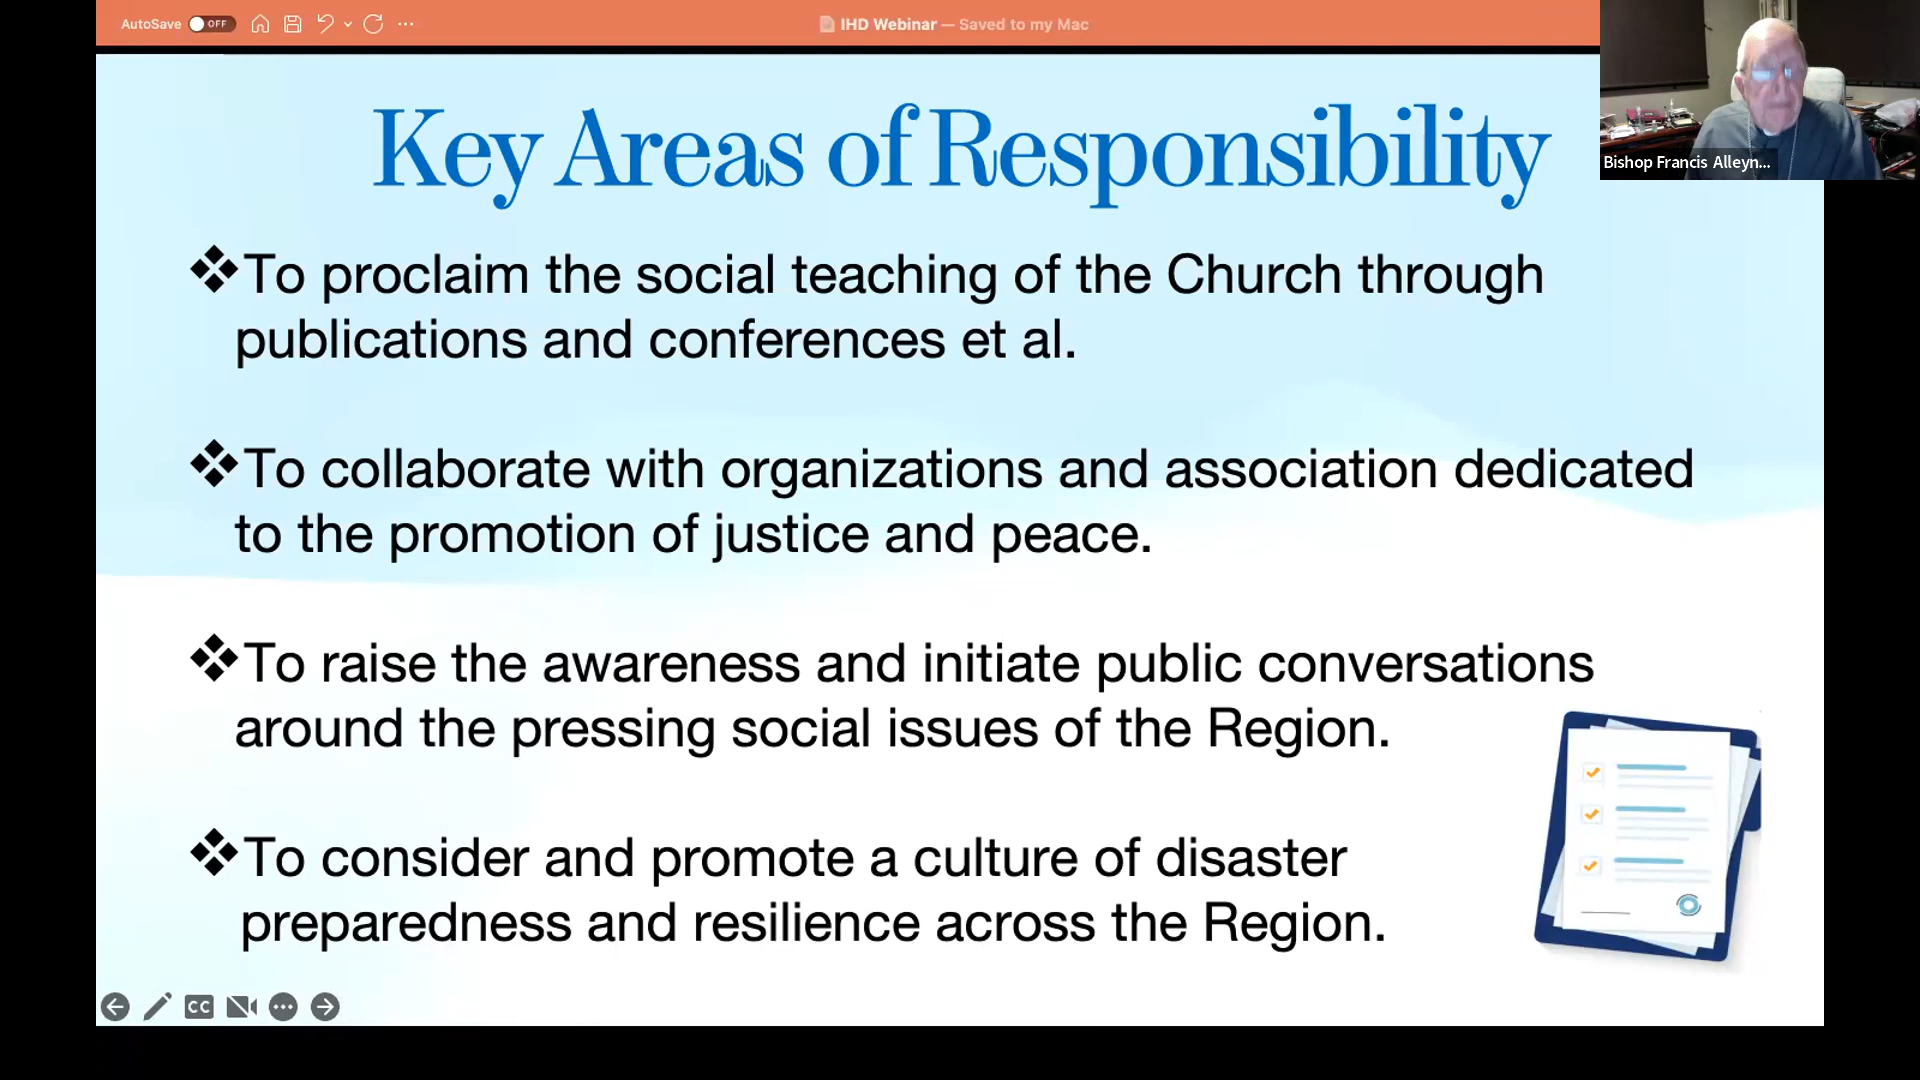 AutoSave OFF
IHD Webinar — Saved to my Mac
Bishop Francis Alleyn...
Key Areas of Responsibility
❖To proclaim the social teaching of the Church through
publications and conferences et al.
❖To collaborate with organizations and association dedicated
to the promotion of justice and peace.
❖To raise the awareness and initiate public conversations
around the pressing social issues of the Region.
❖To consider and promote a culture of disaster
preparedness and resilience across the Region.
CC